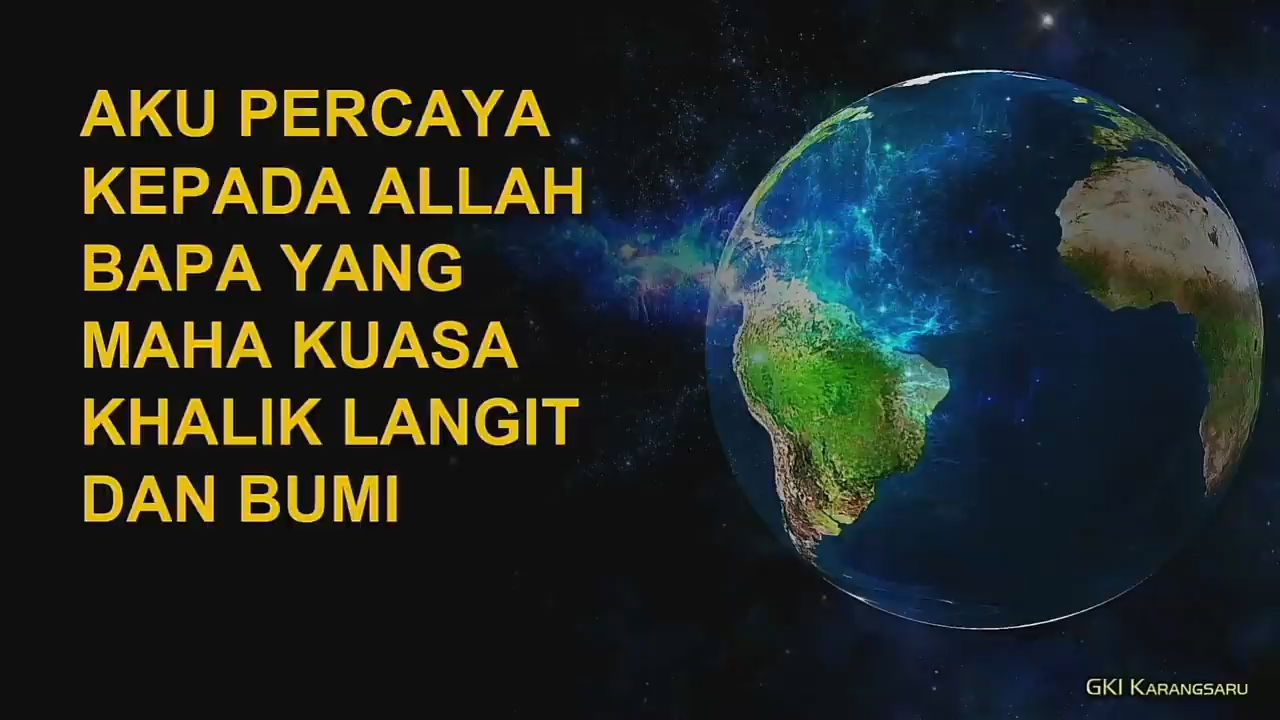 AKU PERCAYA
KEPADA ALLAH
BAPA YANG
MAHA KUASA
KHALIK LANGIT
DAN BUMI
GKI KARANGSARU